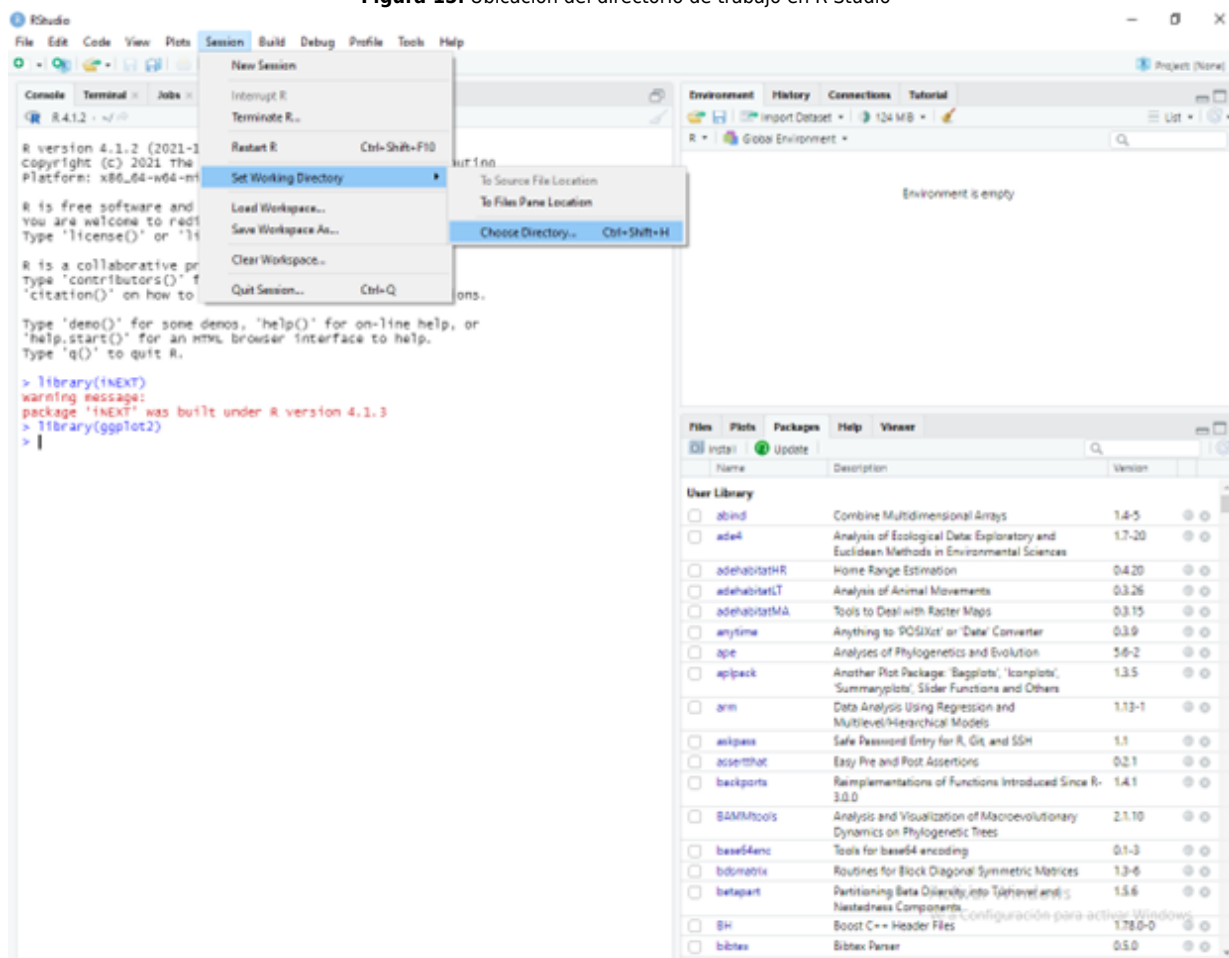 Figura 15. Ubicación del directorio de trabajo en R Studio
RStudio
File Edit Code View Plots Session Build Debug Profile Tools Help
Project: (None)
New Session
Interrupt R
Terminate R...
Restart R Ctrl+Shift+F10
Set Working Directory
Load Workspace...
Save Workspace As...
Clear Workspace...
Quit Session... Ctrl+Q
To Source File Location
To Files Pane Location
Choose Directory... Ctrl+Shift+H
Console Terminal Jobs
R 4.1.2 · ~/
R version 4.1.2 (2021-1
Copyright (C) 2021 The
Platform: x86_64-w64-mi
R is free software and
You are welcome to redi
Type 'license()' or 'li
R is a collaborative pr
Type 'contributors()' f
'citation()' on how to ons.
Type 'demo()' for some demos, 'help()' for on-line help, or
'help.start()' for an HTML browser interface to help.
Type 'q()' to quit R.
> library(iNEXT)
Warning message:
package 'iNEXT' was built under R version 4.1.3
> library(ggplot2)
>
Environment History Connections Tutorial
Import Dataset 124 MiB List
R Global Environment
Environment is empty
Files Plots Packages Help Viewer
Install Update
Name Description Version
User Library
abind Combine Multidimensional Arrays 1.4-5
ade4 Analysis of Ecological Data: Exploratory and Euclidean Methods in Environmental Sciences 1.7-20
adehabitatHR Home Range Estimation 0.4.20
adehabitatLT Analysis of Animal Movements 0.3.26
adehabitatMA Tools to Deal with Raster Maps 0.3.15
anytime Anything to 'POSIXct' or 'Date' Converter 0.3.9
ape Analyses of Phylogenetics and Evolution 5.6-2
aplpack Another Plot Package: 'Bagplots', 'Iconplots', 'Summaryplots', Slider Functions and Others 1.3.5
arm Data Analysis Using Regression and Multilevel/Hierarchical Models 1.13-1
askpass Safe Password Entry for R, Git, and SSH 1.1
assertthat Easy Pre and Post Assertions 0.2.1
backports Reimplementations of Functions Introduced Since R-3.0.0 1.4.1
BAMMtools Analysis and Visualization of Macroevolutionary Dynamics on Phylogenetic Trees 2.1.10
base64enc Tools for base64 encoding 0.1-3
bdsmatrix Routines for Block Diagonal Symmetric Matrices 1.3-6
betapart Partitioning Beta Diversity into Turnover and Nestedness Components 1.5.6
BH Boost C++ Header Files 1.78.0-0
bibtex Bibtex Parser 0.5.0
Configuración para activar Windows